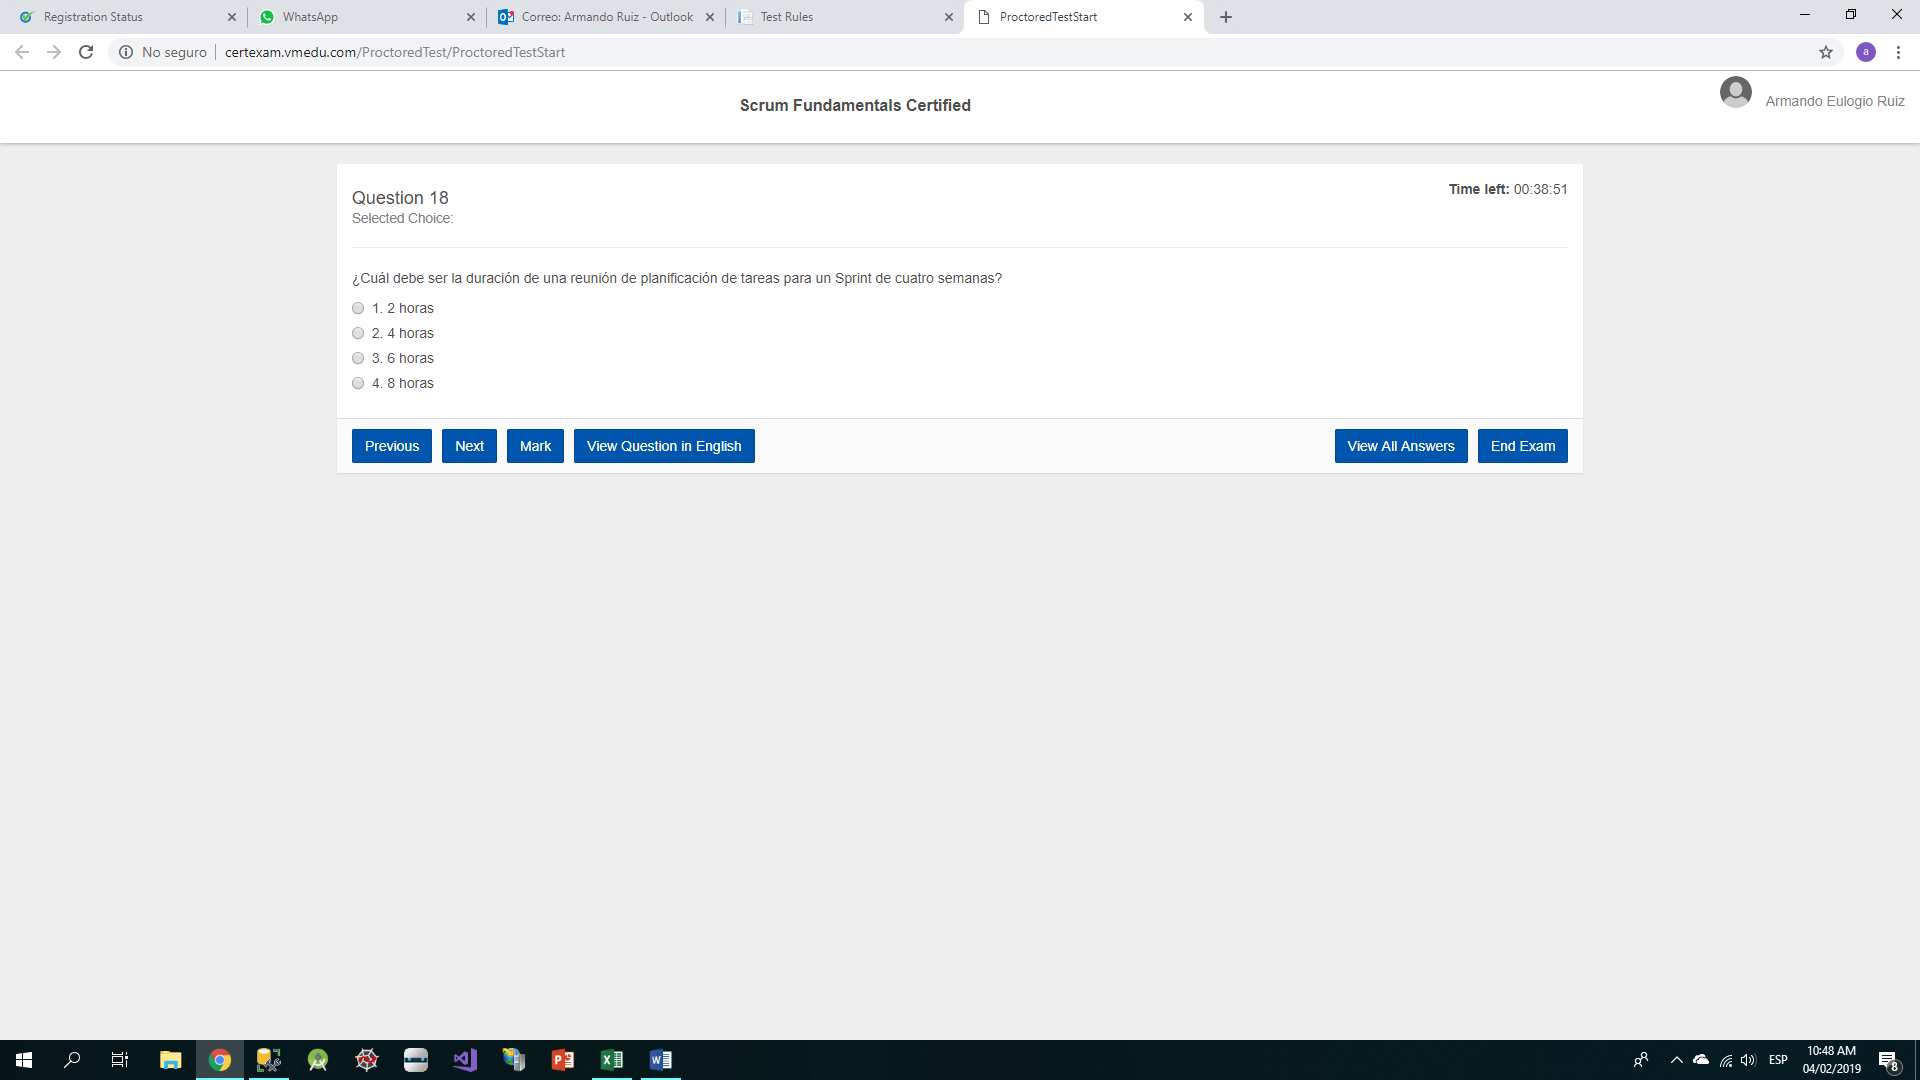 Registration Status
WhatsApp
Correo: Armando Ruiz - Outlook
Test Rules
ProctoredTestStart
No seguro
certexam.vmedu.com/ProctoredTest/ProctoredTestStart
a
Scrum Fundamentals Certified
Armando Eulogio Ruiz
Question 18
Time left: 00:38:51
Selected Choice:
¿Cuál debe ser la duración de una reunión de planificación de tareas para un Sprint de cuatro semanas?
1. 2 horas
2. 4 horas
3. 6 horas
4. 8 horas
Previous
Next
Mark
View Question in English
View All Answers
End Exam
ESP
10:48 AM
04/02/2019
8